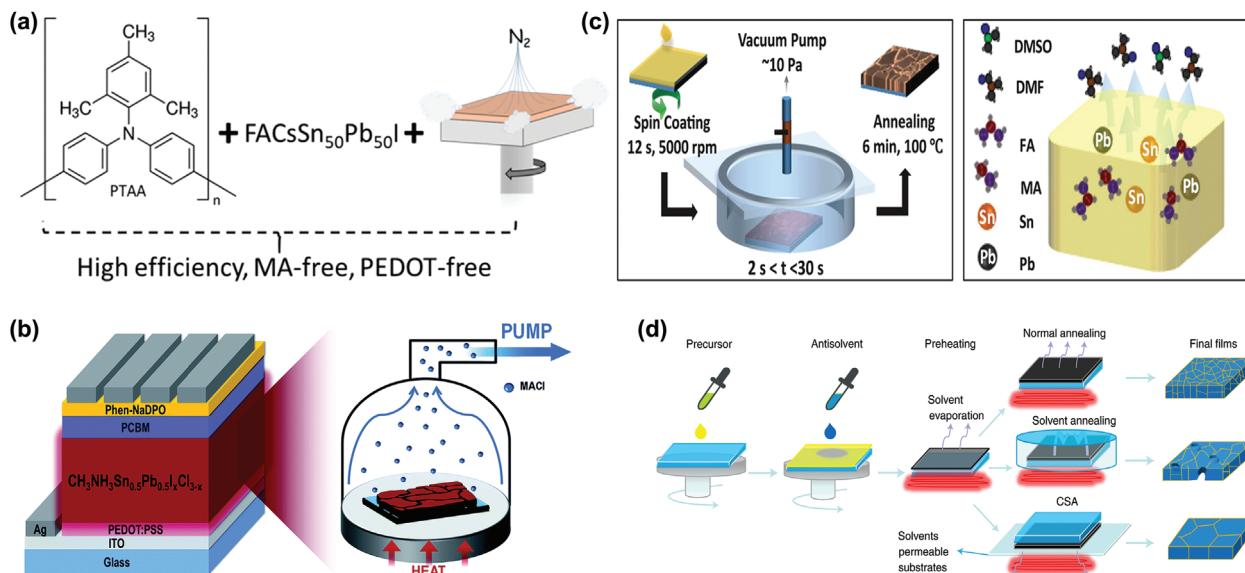 (a)
CH₃
H₃C
CH₃
N
PTAA
n
+ FACsSn₅₀Pb₅₀I +
N₂
High efficiency, MA-free, PEDOT-free
(b)
Phen-NaDPO
PCBM
CH₃NH₃Sn₀.₅Pb₀.₅IₓCl₃₋ₓ
Ag
PEDOT:PSS
ITO
Glass
PUMP
MACl
HEAT
(c)
Spin Coating
12 s, 5000 rpm
Vacuum Pump
~10 Pa
Annealing
6 min, 100 °C
2 s < t <30 s
DMSO
DMF
FA
MA
Sn
Sn
Pb
Pb
Pb
Sn
Sn
Pb
(d)
Precursor
Antisolvent
Preheating
Solvent
evaporation
Normal annealing
Solvent annealing
CSA
Solvents
permeable
substrates
Final films